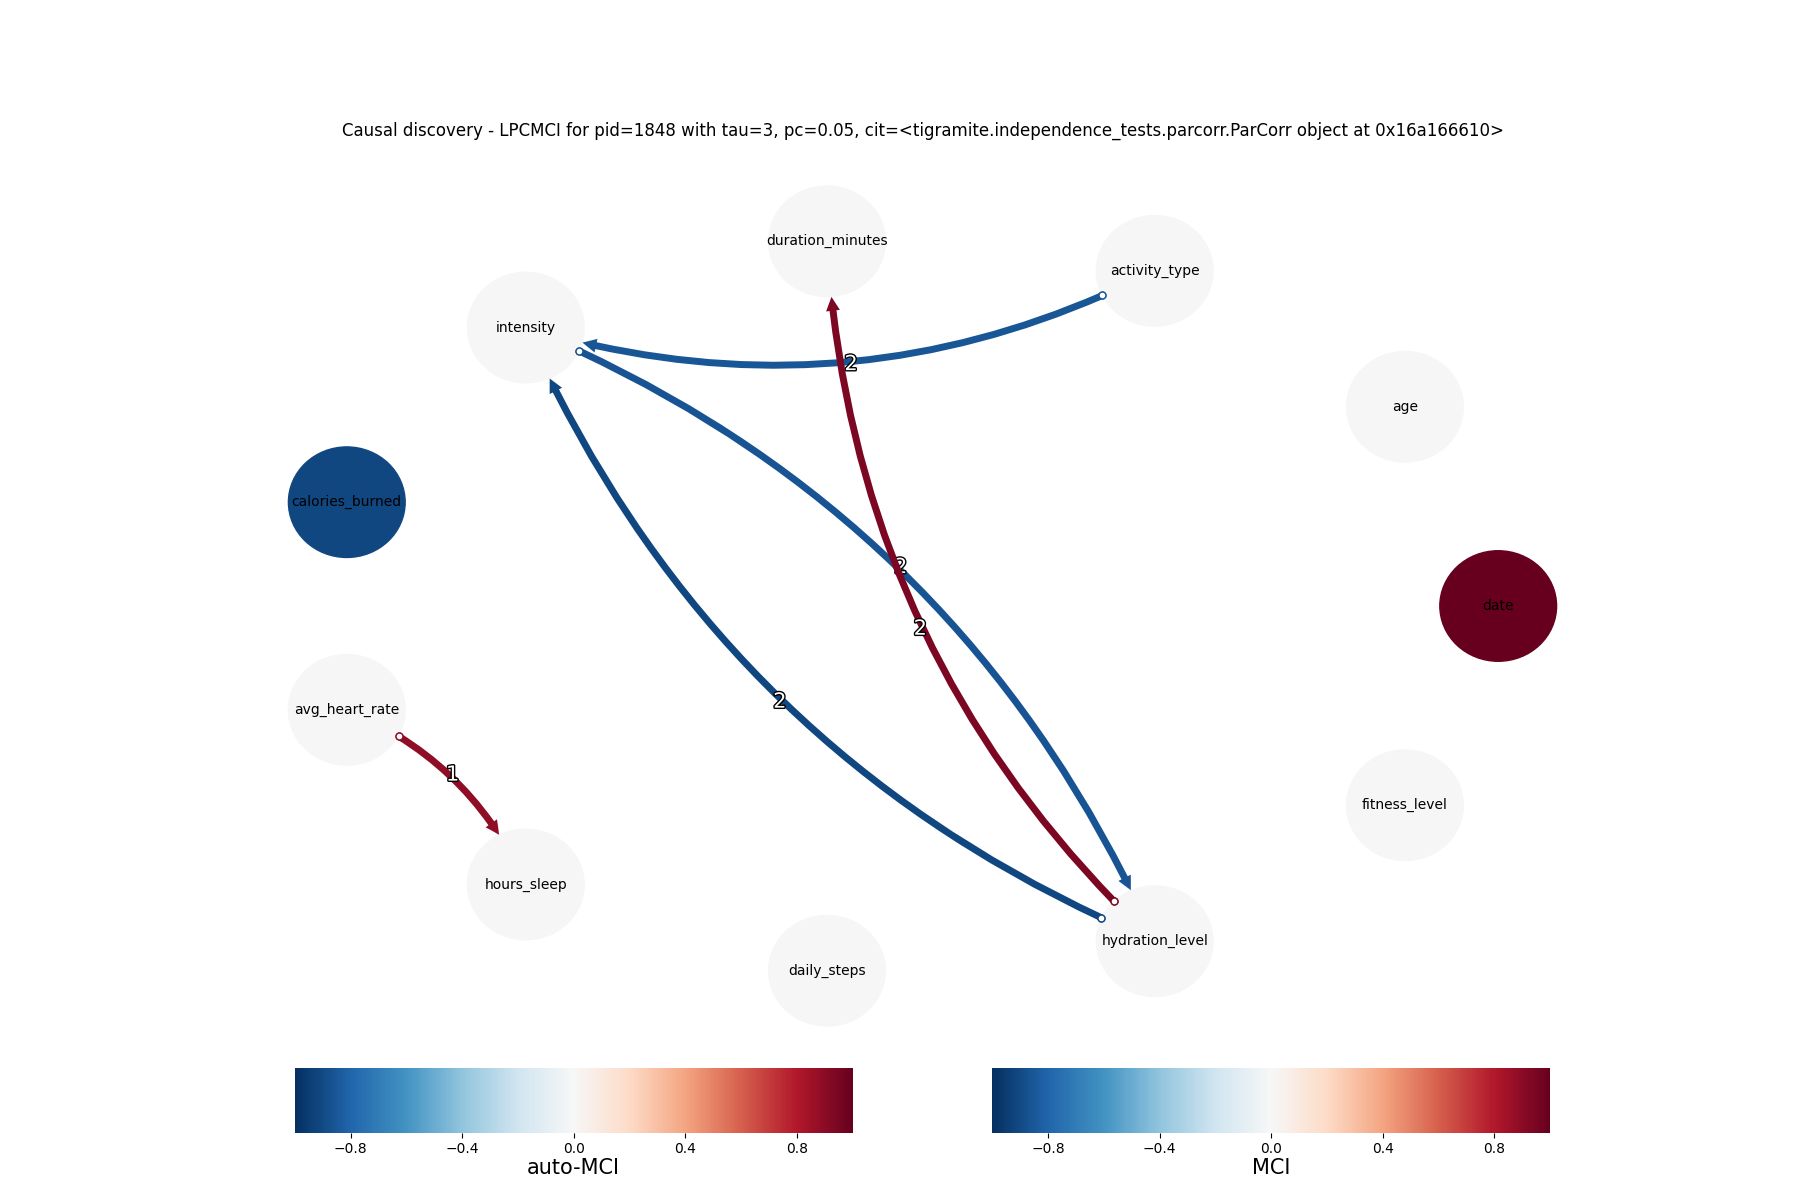 Causal discovery - LPCMCI for pid=1848 with tau=3, pc=0.05, cit=<tigramite.independence_tests.parcorr.ParCorr object at 0x16a166610>
duration_minutes
activity_type
intensity
2
age
calories_burned
2
date
2
2
avg_heart_rate
1
fitness_level
hours_sleep
hydration_level
daily_steps
−0.8 −0.4 0.0 0.4 0.8
auto-MCI
−0.8 −0.4 0.0 0.4 0.8
MCI